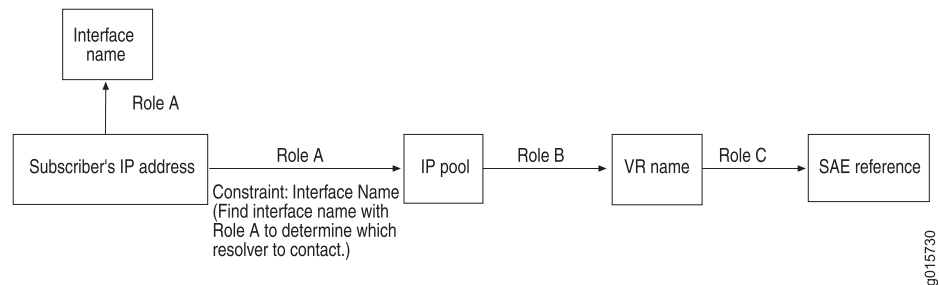 Interface
name
Role A
Subscriber's IP address
Role A
Constraint: Interface Name
(Find interface name with
Role A to determine which
resolver to contact.)
IP pool
Role B
VR name
Role C
SAE reference
g015730